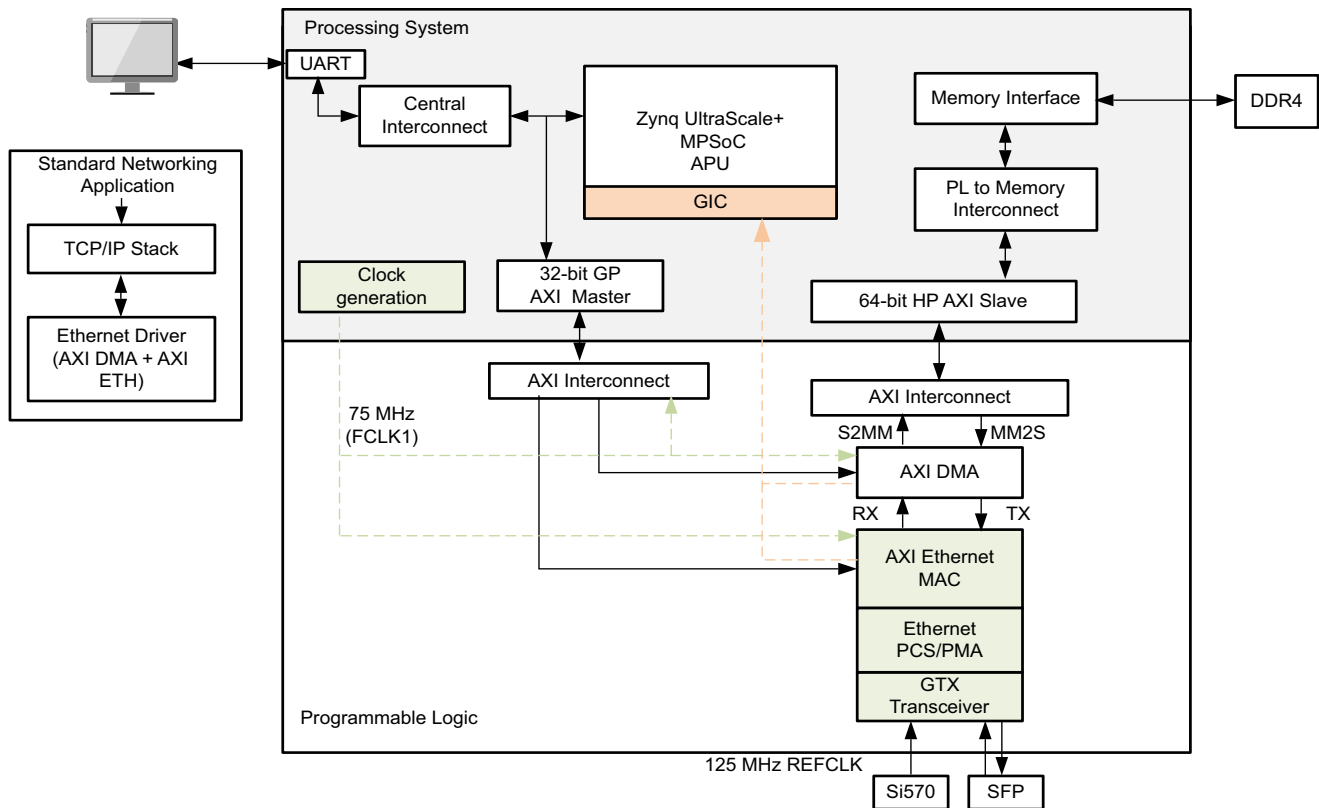 Processing System
UART
Central
Interconnect
Zynq UltraScale+
MPSoC
APU
GIC
Memory Interface
DDR4
PL to Memory
Interconnect
Standard Networking
Application
TCP/IP Stack
Ethernet Driver
(AXI DMA + AXI
ETH)
Clock
generation
32-bit GP
AXI Master
64-bit HP AXI Slave
AXI Interconnect
AXI Interconnect
75 MHz
(FCLK1)
S2MM
MM2S
AXI DMA
RX
TX
AXI Ethernet
MAC
Ethernet
PCS/PMA
GTX
Transceiver
Programmable Logic
125 MHz REFCLK
Si570
SFP